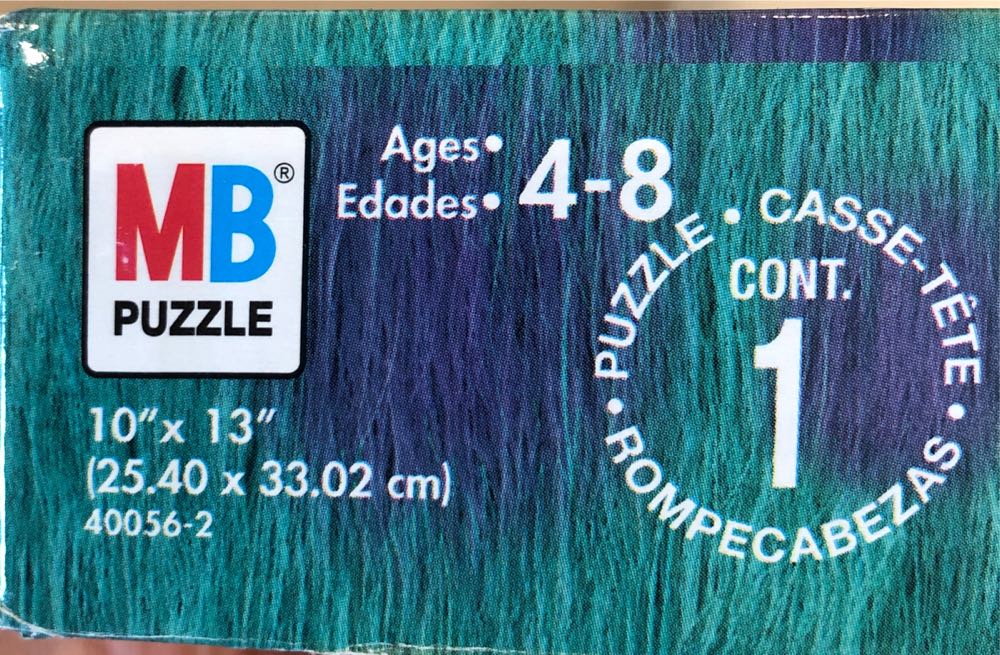 MB®
PUZZLE
Ages•
Edades•
4-8
10″x 13″
(25.40 x 33.02 cm)
40056-2
• PUZZLE • CASSE-TÊTE • ROMPECABEZAS
CONT.
1